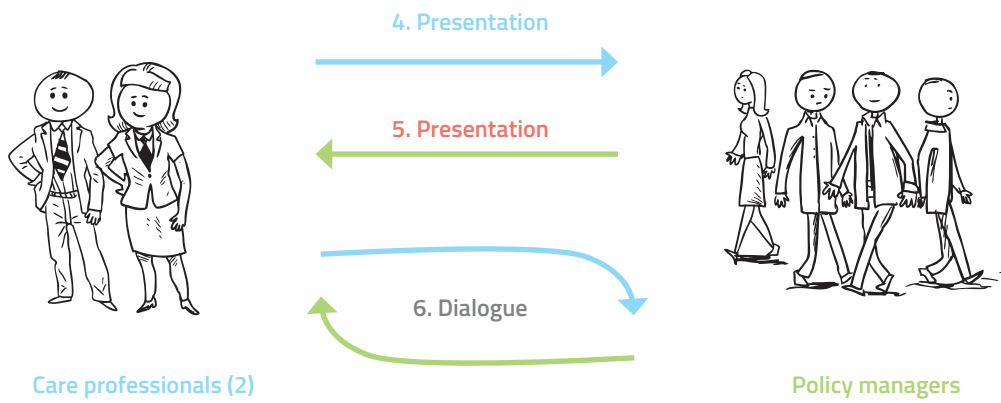 4. Presentation
5. Presentation
6. Dialogue
Care professionals (2)
Policy managers